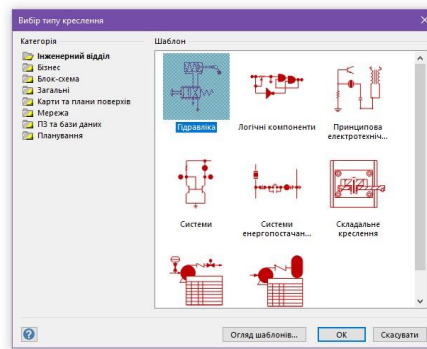 Вибір типу креслення
Категорія
Інженерний відділ
Бізнес
Блок-схема
Загальні
Карти та плани поверхів
Мережа
ПЗ та бази даних
Планування
Шаблон
Гідравліка
Логічні компоненти
Принципова
електротехніч...
Системи
Системи
енергопостачан...
Складальне
креслення
Огляд шаблонів...
ОК
Скасувати